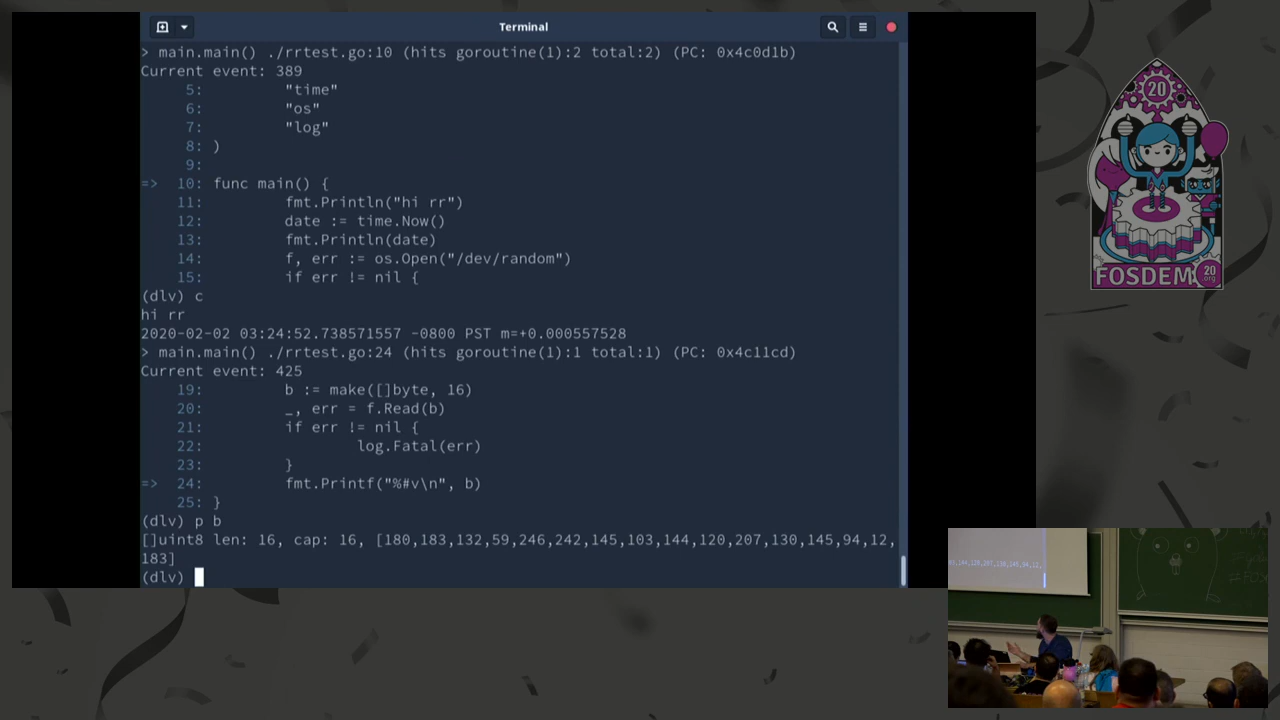 Terminal
> main.main() ./rrtest.go:10 (hits goroutine(1):2 total:2) (PC: 0x4c0d1b)
Current event: 389
5: "time"
6: "os"
7: "log"
8: )
9:
=> 10: func main() {
11: fmt.Println("hi rr")
12: date := time.Now()
13: fmt.Println(date)
14: f, err := os.Open("/dev/random")
15: if err != nil {
(dlv) c
hi rr
2020-02-02 03:24:52.738571557 -0800 PST m=+0.000557528
> main.main() ./rrtest.go:24 (hits goroutine(1):1 total:1) (PC: 0x4c11cd)
Current event: 425
19: b := make([]byte, 16)
20: _, err = f.Read(b)
21: if err != nil {
22: log.Fatal(err)
23: }
=> 24: fmt.Printf("%#v\n", b)
25: }
(dlv) p b
[]uint8 len: 16, cap: 16, [180,183,132,59,246,242,145,103,144,120,207,130,145,94,12,
183]
(dlv)
20
FOSDEM
20
.org